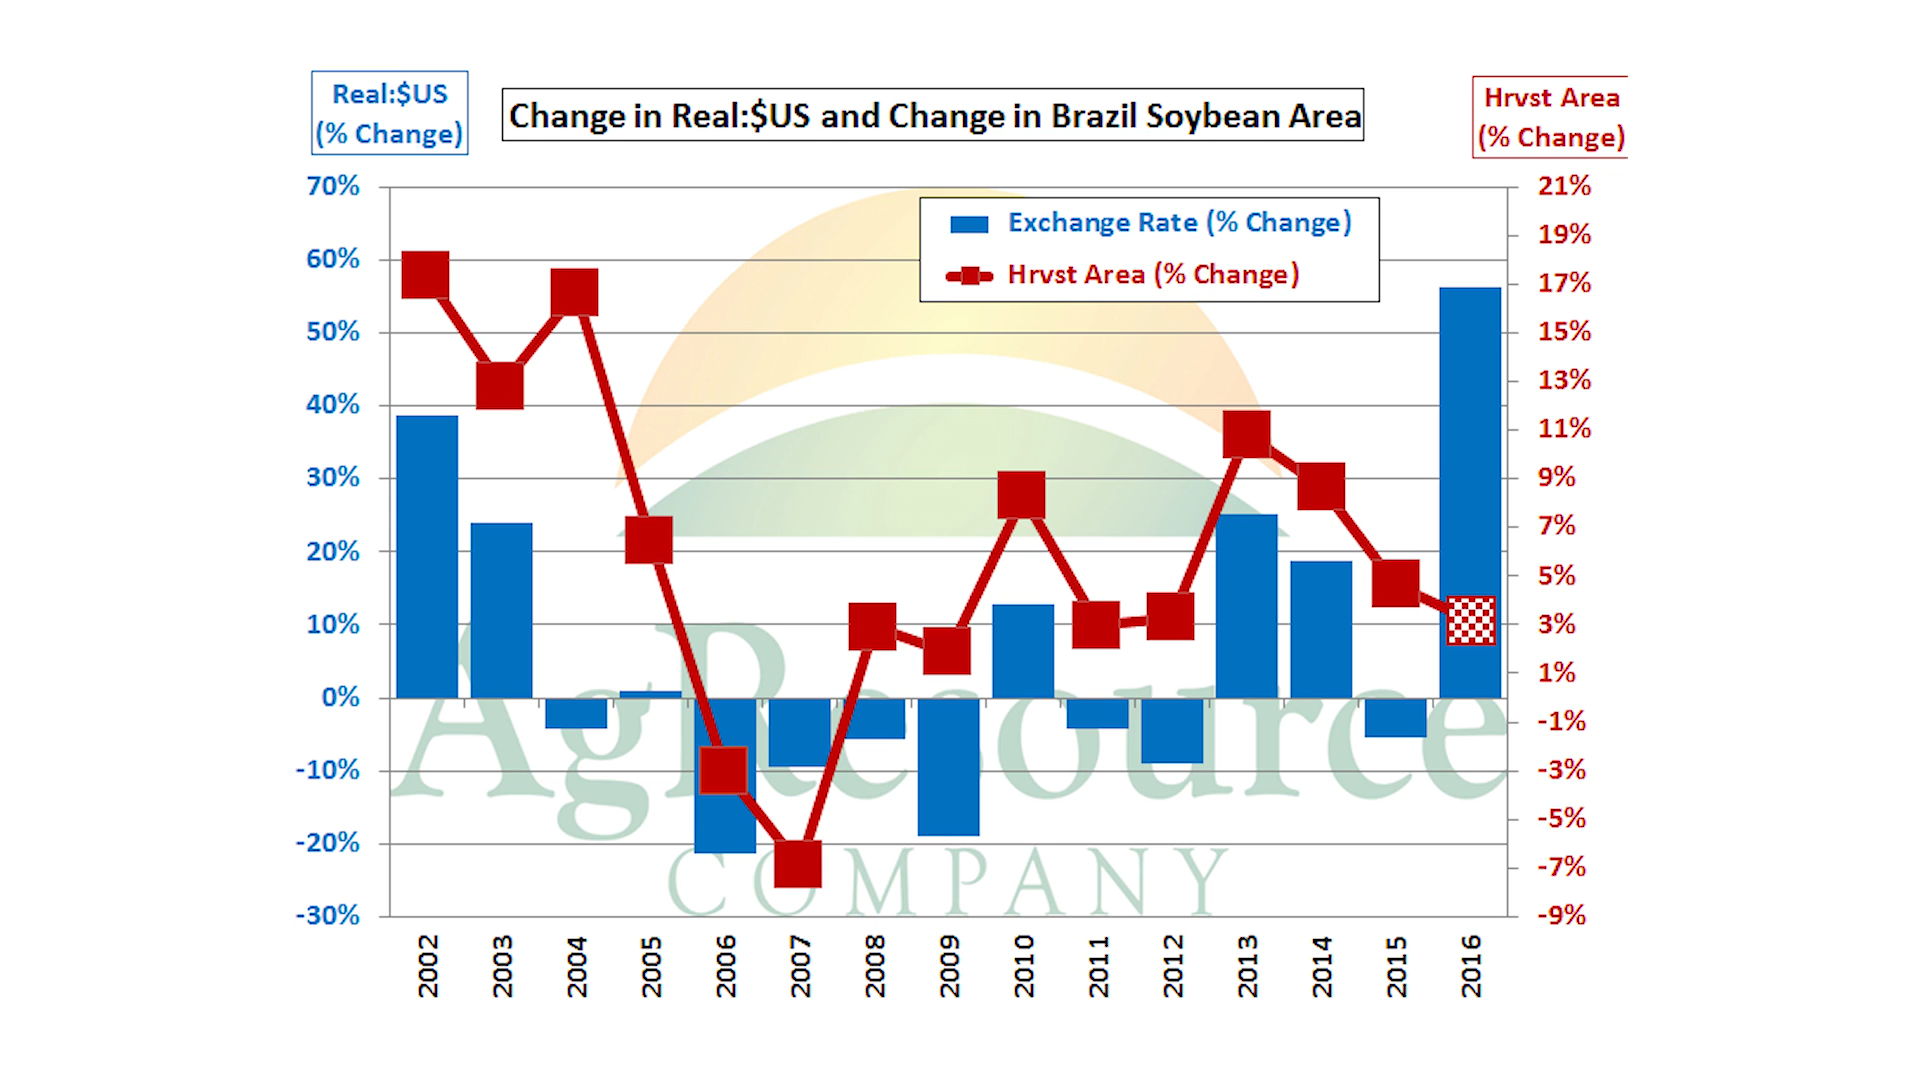 Real:$US
(% Change)
Change in Real:$US and Change in Brazil Soybean Area
Hrvst Area
(% Change)
Exchange Rate (% Change)
Hrvst Area (% Change)
70%
60%
50%
40%
30%
20%
10%
0%
-10%
-20%
-30%
21%
19%
17%
15%
13%
11%
9%
7%
5%
3%
1%
-1%
-3%
-5%
-7%
-9%
AgResource
COMPANY
2002 2003 2004 2005 2006 2007 2008 2009 2010 2011 2012 2013 2014 2015 2016